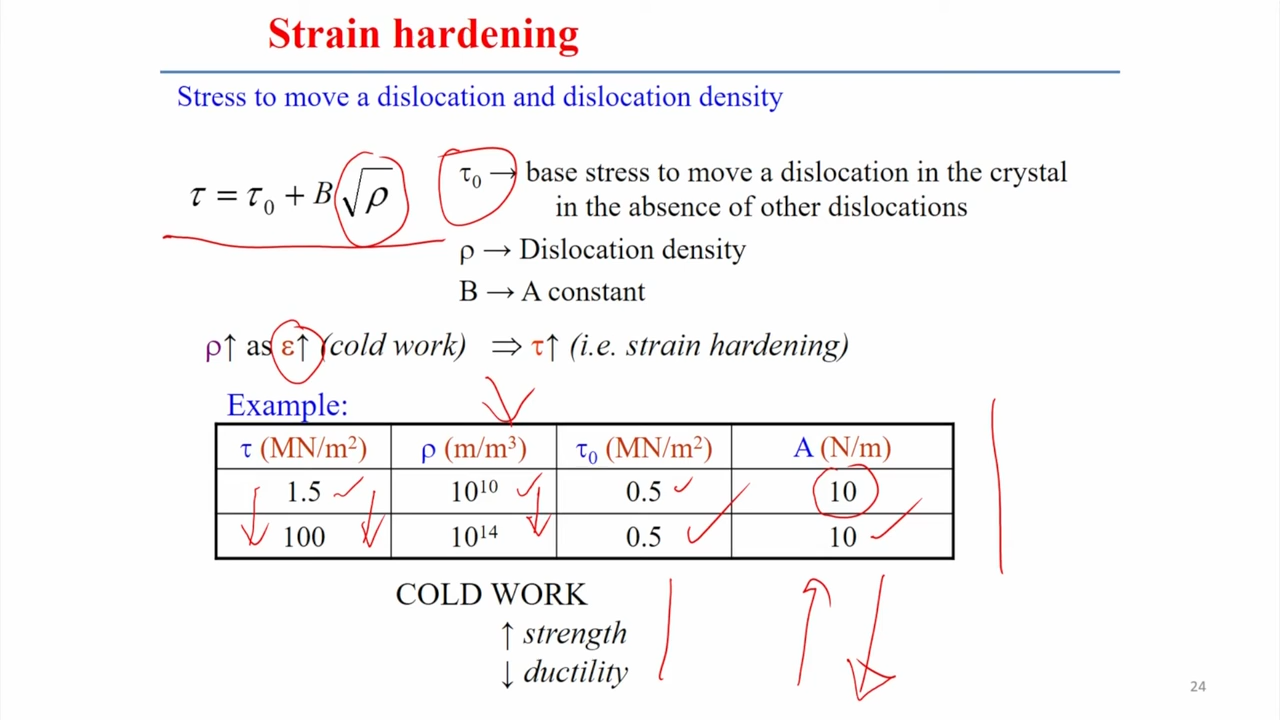 Strain hardening
Stress to move a dislocation and dislocation density
τ = τ₀ + B√ρ
τ₀ → base stress to move a dislocation in the crystal
in the absence of other dislocations
ρ → Dislocation density
B → A constant
ρ↑ as ε↑ (cold work) ⇒ τ↑ (i.e. strain hardening)
Example:
τ (MN/m²) ρ (m/m³) τ₀ (MN/m²) A (N/m)
1.5 10¹⁰ 0.5 10
100 10¹⁴ 0.5 10
COLD WORK
↑ strength
↓ ductility
24